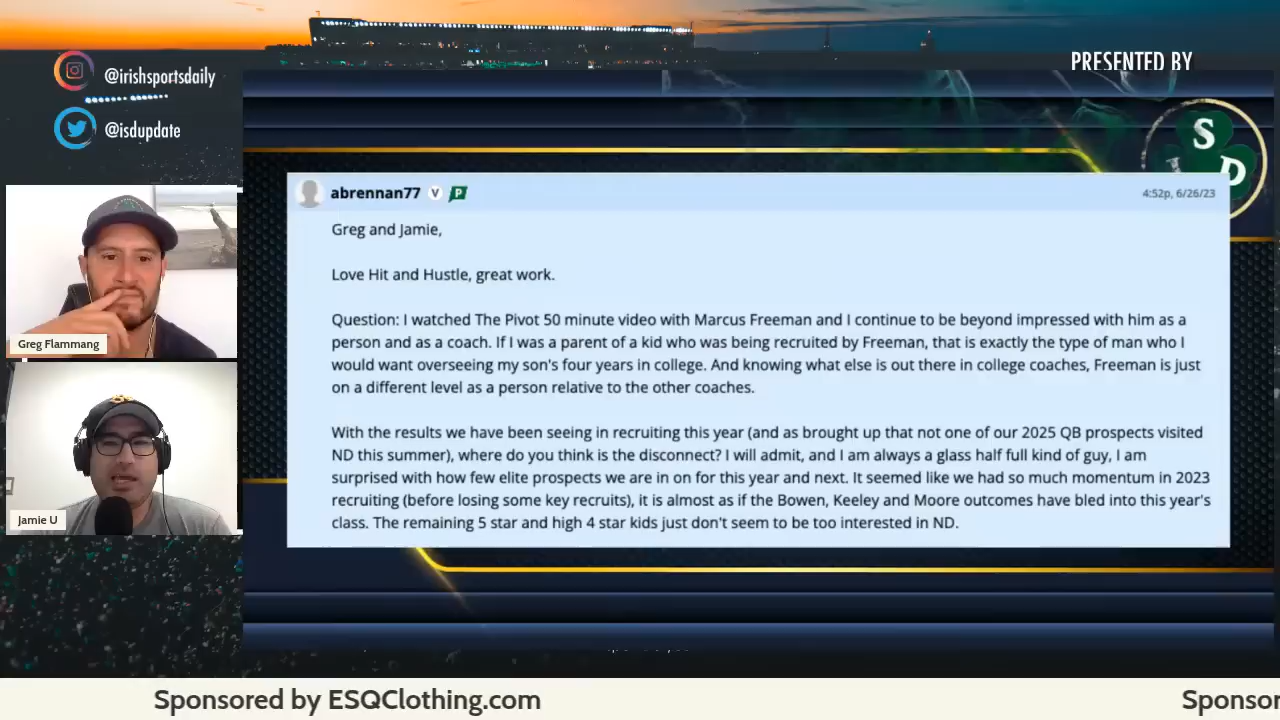 @irishsportsdaily
PRESENTED BY
@isdupdate
S
I
D
abrennan77 V P
4:52p, 6/26/23
Greg and Jamie,
Love Hit and Hustle, great work.
Question: I watched The Pivot 50 minute video with Marcus Freeman and I continue to be beyond impressed with him as a
person and as a coach. If I was a parent of a kid who was being recruited by Freeman, that is exactly the type of man who I
would want overseeing my son's four years in college. And knowing what else is out there in college coaches, Freeman is just
on a different level as a person relative to the other coaches.
With the results we have been seeing in recruiting this year (and as brought up that not one of our 2025 QB prospects visited
ND this summer), where do you think is the disconnect? I will admit, and I am always a glass half full kind of guy, I am
surprised with how few elite prospects we are in on for this year and next. It seemed like we had so much momentum in 2023
recruiting (before losing some key recruits), it is almost as if the Bowen, Keeley and Moore outcomes have bled into this year's
class. The remaining 5 star and high 4 star kids just don't seem to be too interested in ND.
Greg Flammang
Jamie U
Sponsored by ESQClothing.com
Sponsor